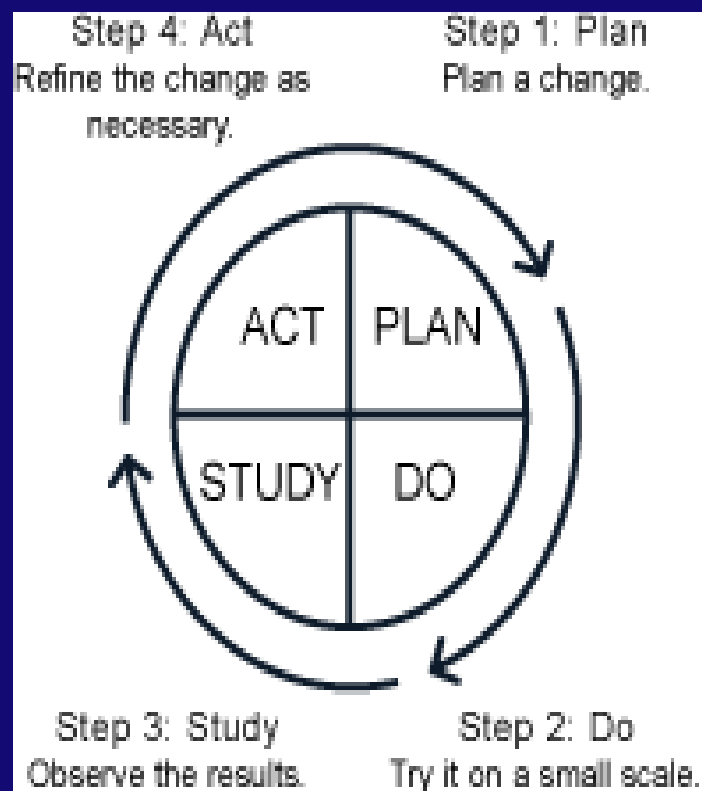 Step 4: Act
Refine the change as
necessary.
Step 1: Plan
Plan a change.
ACT
PLAN
STUDY
DO
Step 3: Study
Observe the results.
Step 2: Do
Try it on a small scale.